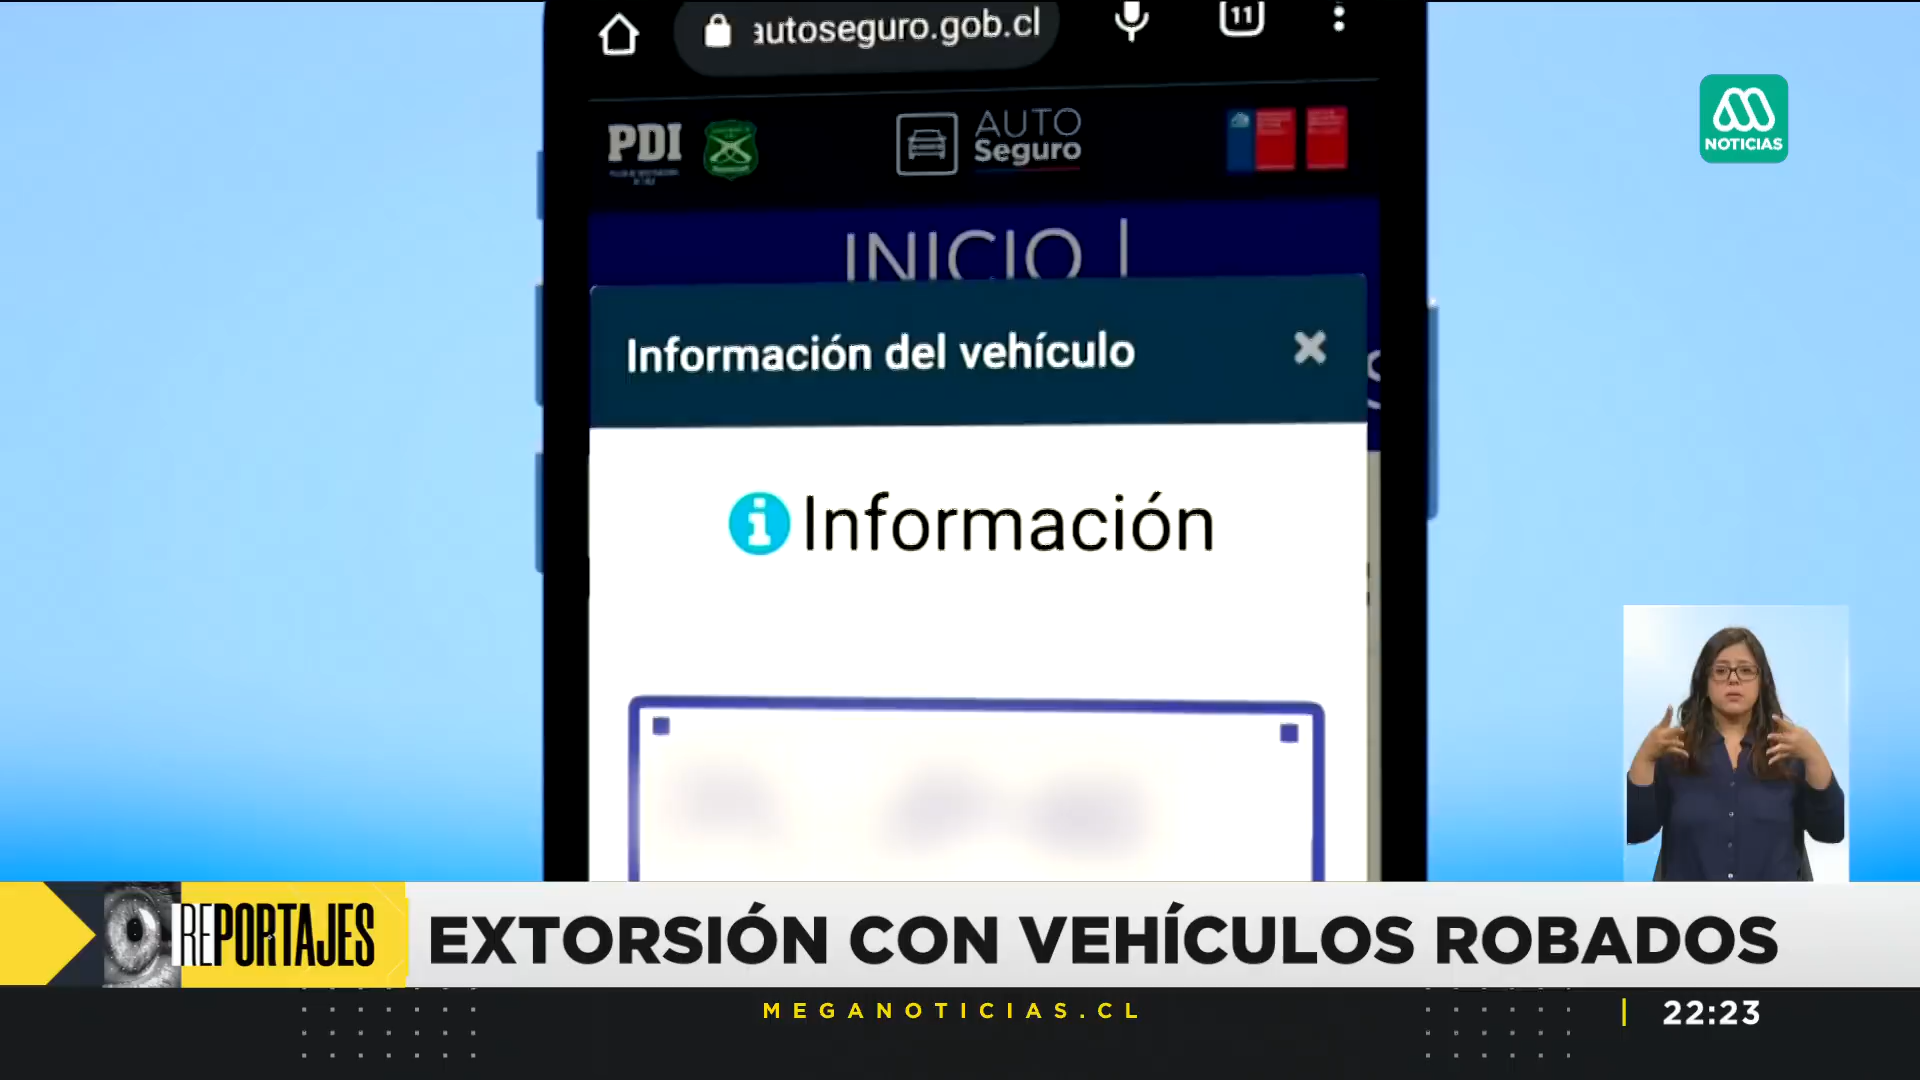 autoseguro.gob.cl
11
PDI
AUTO
Seguro
INICIO |
Información del vehículo
Información
NOTICIAS
REPORTAJES
EXTORSIÓN CON VEHÍCULOS ROBADOS
MEGANOTICIAS.CL
22:23